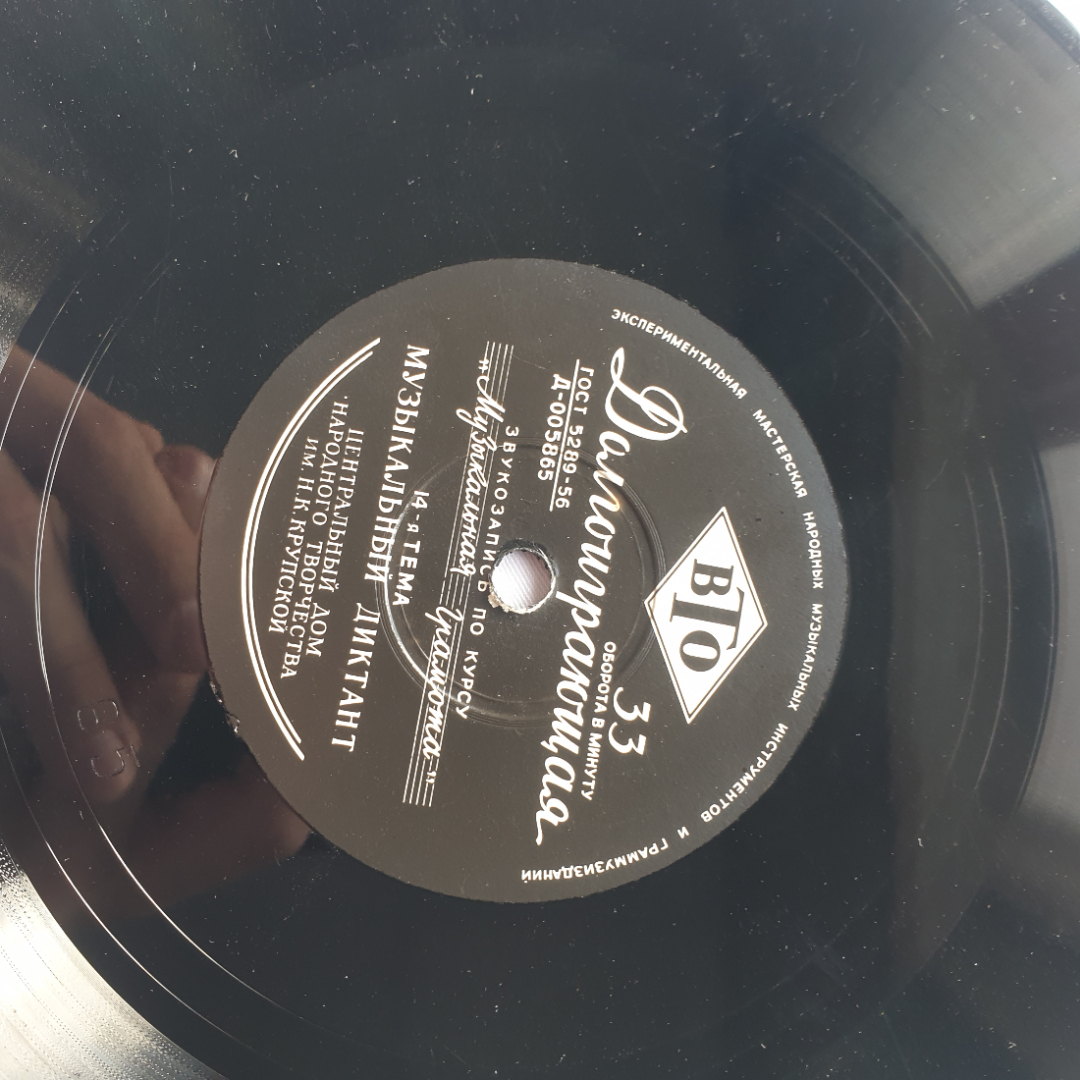 ЭКСПЕРИМЕНТАЛЬНАЯ МАСТЕРСКАЯ НАРОДНЫХ МУЗЫКАЛЬНЫХ ИНСТРУМЕНТОВ И ГРАММУЗИЗДАНИЙ
ВТО
Долгоиграющая
33
ОБОРОТА В МИНУТУ
ГОСТ 5289-56
Д-005865
ЗВУКОЗАПИСЬ ПО КУРСУ
„Музыкальная грамота"
14-я ТЕМА
МУЗЫКАЛЬНЫЙ ДИКТАНТ
ЦЕНТРАЛЬНЫЙ ДОМ
НАРОДНОГО ТВОРЧЕСТВА
ИМ. Н. К. КРУПСКОЙ